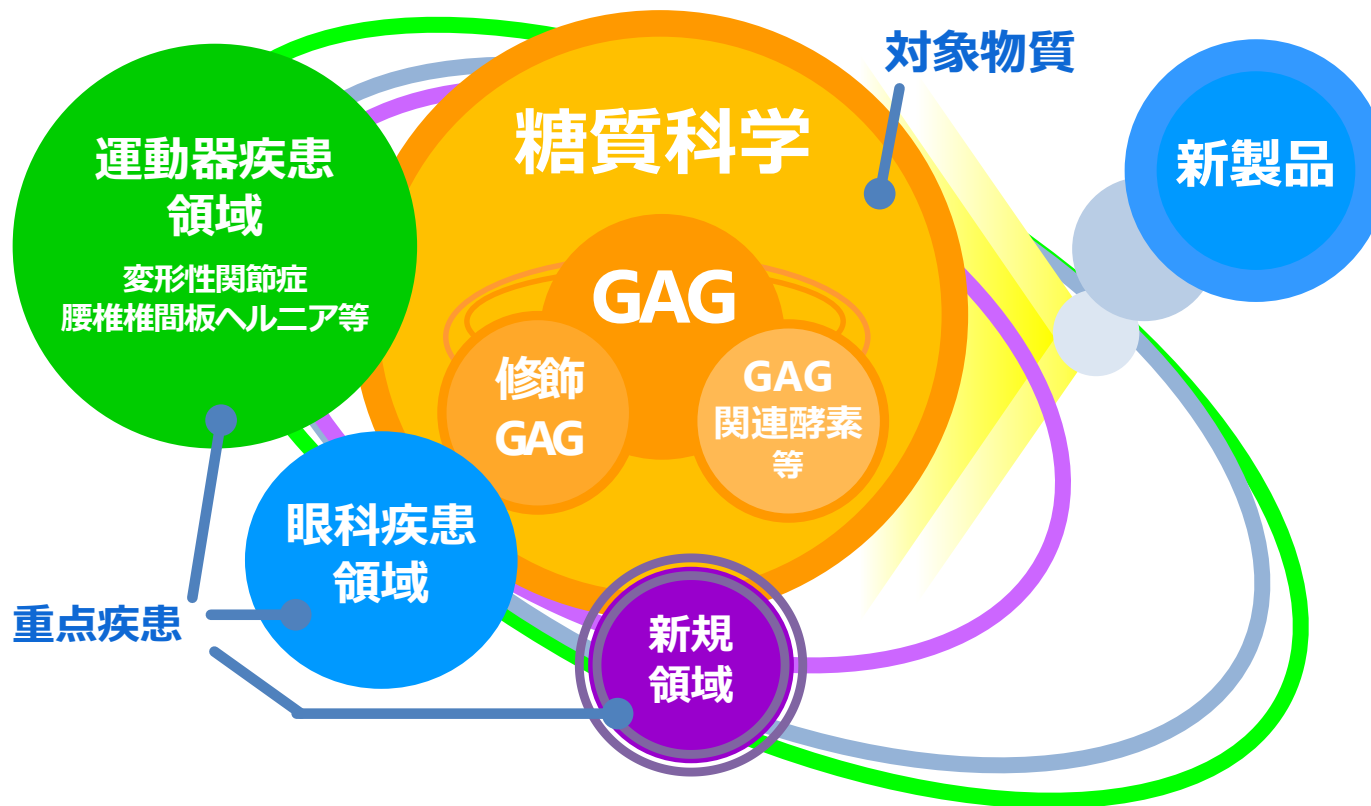 対象物質
糖質科学
運動器疾患
領域
変形性関節症
腰椎椎間板ヘルニア等
新製品
GAG
修飾
GAG
GAG
関連酵素
等
眼科疾患
領域
重点疾患
新規
領域